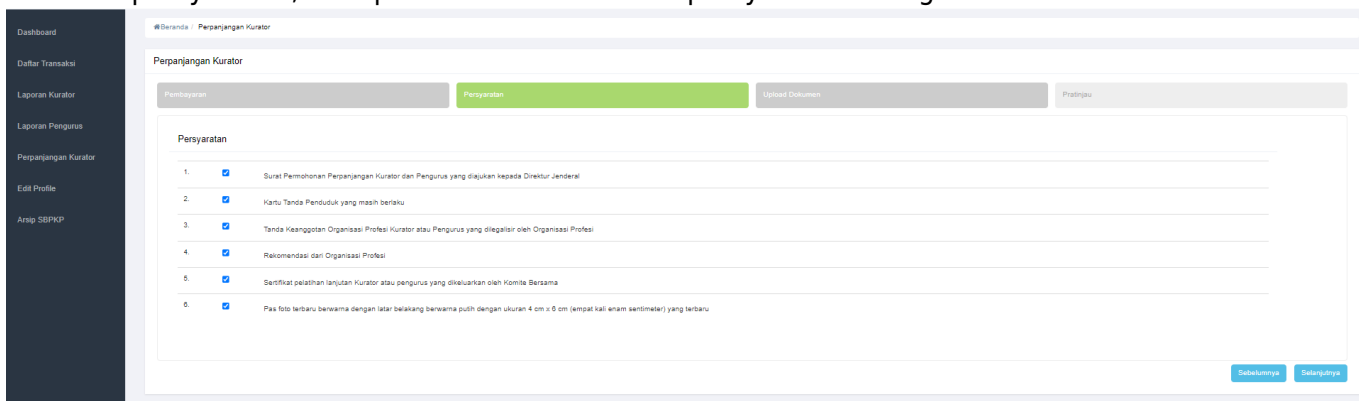 Dashboard
Daftar Transaksi
Laporan Kurator
Laporan Pengurus
Perpanjangan Kurator
Edit Profile
Arsip SBPKP
Beranda / Perpanjangan Kurator
Perpanjangan Kurator
Pembayaran
Persyaratan
Upload Dokumen
Pratinjau
Persyaratan
1. Surat Permohonan Perpanjangan Kurator dan Pengurus yang diajukan kepada Direktur Jenderal
2. Kartu Tanda Penduduk yang masih berlaku
3. Tanda Keanggotan Organisasi Profesi Kurator atau Pengurus yang dilegalisir oleh Organisasi Profesi
4. Rekomendasi dari Organisasi Profesi
5. Sertifikat pelatihan lanjutan Kurator atau pengurus yang dikeluarkan oleh Komite Bersama
6. Pas foto terbaru berwarna dengan latar belakang berwarna putih dengan ukuran 4 cm x 6 cm (empat kali enam sentimeter) yang terbaru
Sebelumnya
Selanjutnya